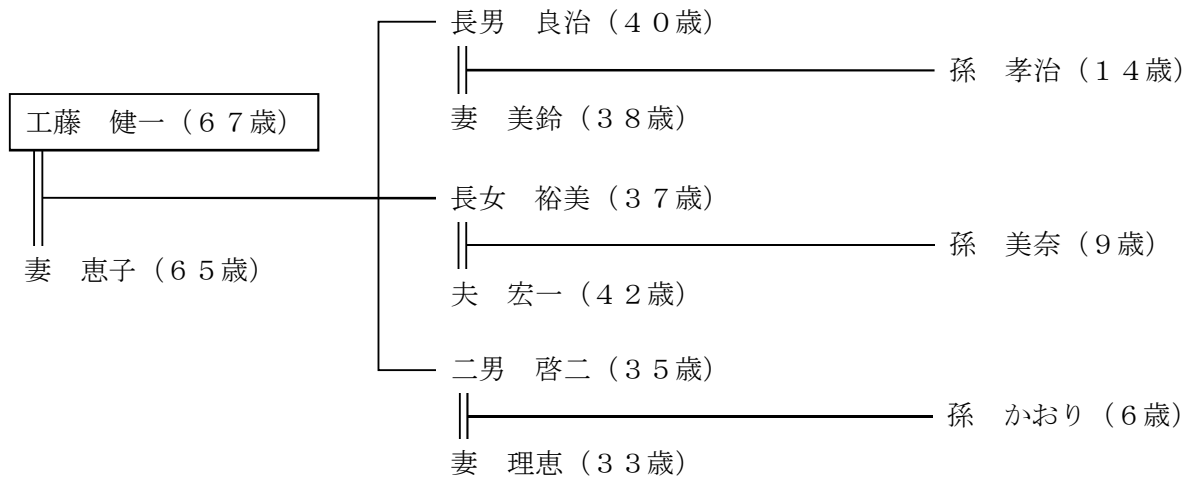 長男　良治（４０歳）
孫　孝治（１４歳）
工藤　健一（６７歳）
妻　美鈴（３８歳）
長女　裕美（３７歳）
孫　美奈（９歳）
妻　恵子（６５歳）
夫　宏一（４２歳）
二男　啓二（３５歳）
孫　かおり（６歳）
妻　理恵（３３歳）